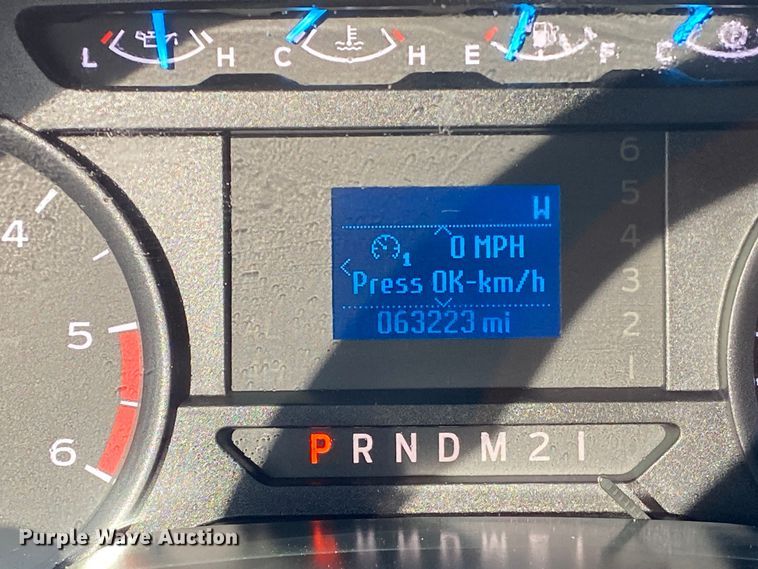 L H C H E F C
6
5
4
3
2
1
W
0 MPH
1
Press OK-km/h
063223 mi
4
5
6
P R N D M 2 1
Purple Wave Auction